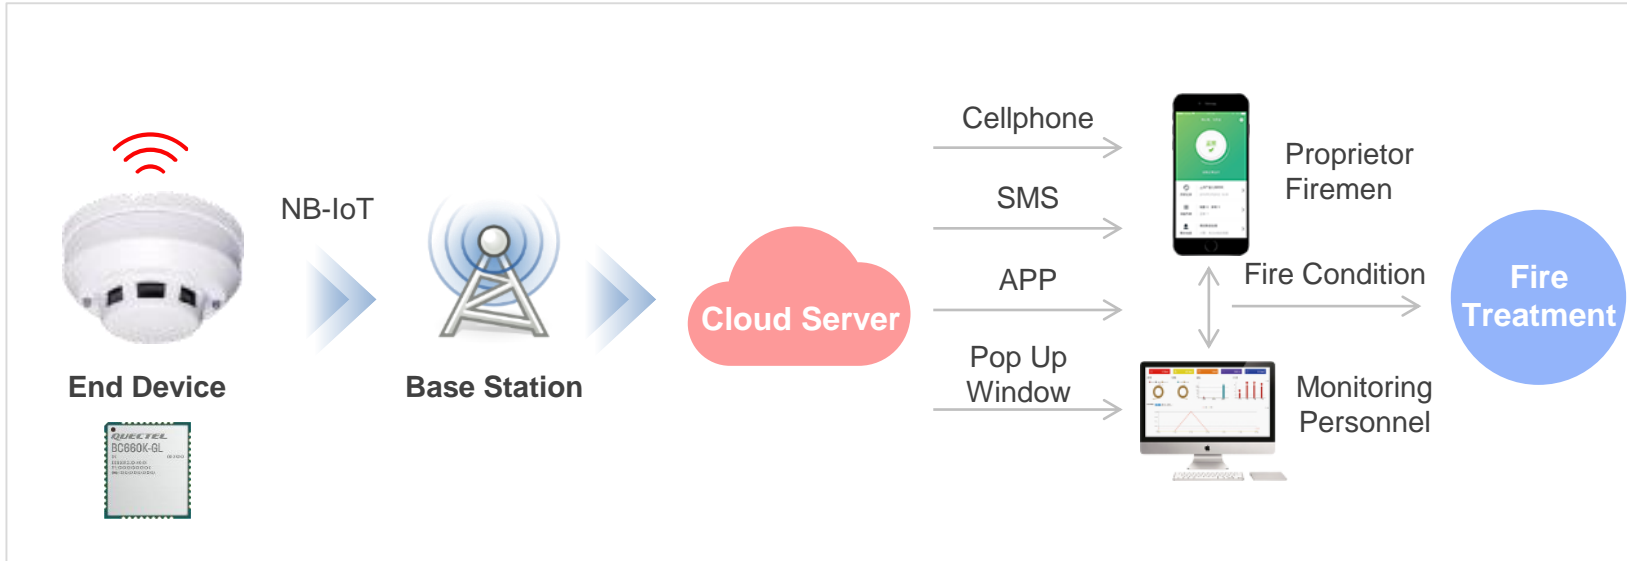 Cellphone
SMS
APP
Pop Up
Window
NB-IoT
Proprietor
Firemen
Fire Condition
Fire
Treatment
Cloud Server
End Device
Base Station
Monitoring
Personnel
QUECTEL
BC660K-GL